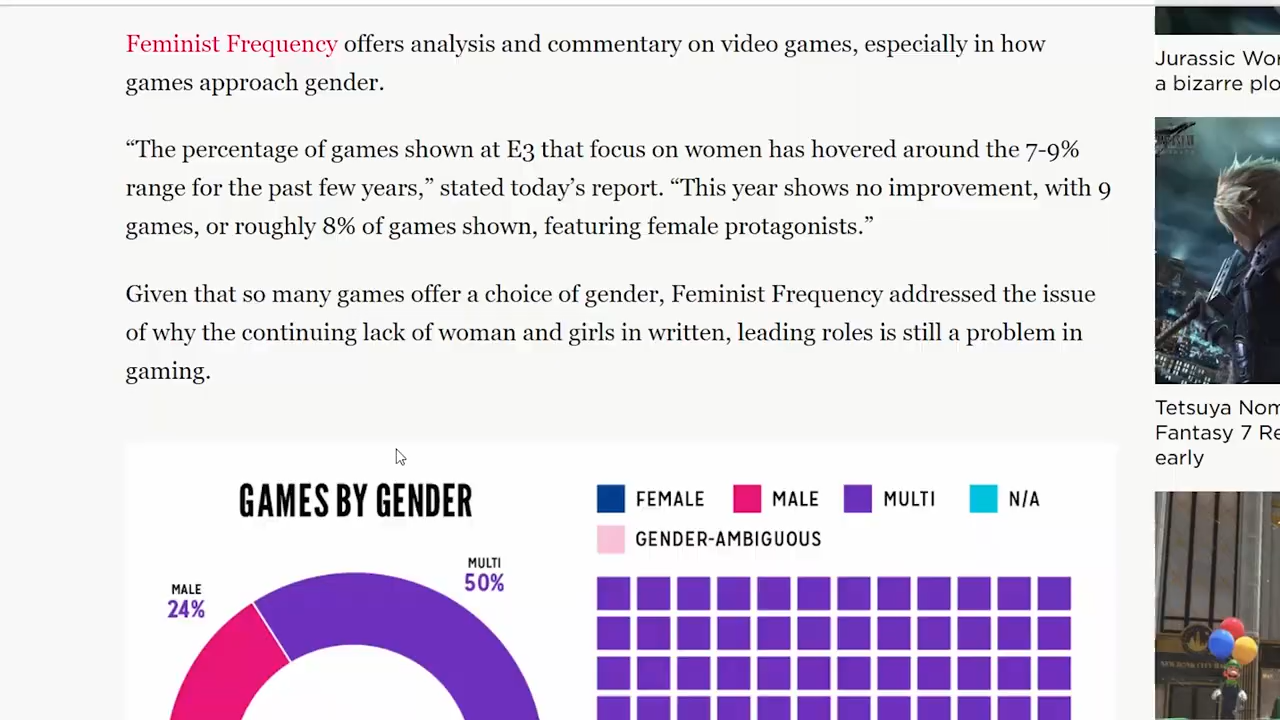 Feminist Frequency offers analysis and commentary on video games, especially in how
games approach gender.
“The percentage of games shown at E3 that focus on women has hovered around the 7-9%
range for the past few years,” stated today’s report. “This year shows no improvement, with 9
games, or roughly 8% of games shown, featuring female protagonists.”
Given that so many games offer a choice of gender, Feminist Frequency addressed the issue
of why the continuing lack of woman and girls in written, leading roles is still a problem in
gaming.
GAMES BY GENDER
MALE
24%
MULTI
50%
FEMALE MALE MULTI N/A
GENDER-AMBIGUOUS
Jurassic Wor
a bizarre plo
Tetsuya Nom
Fantasy 7 Re
early